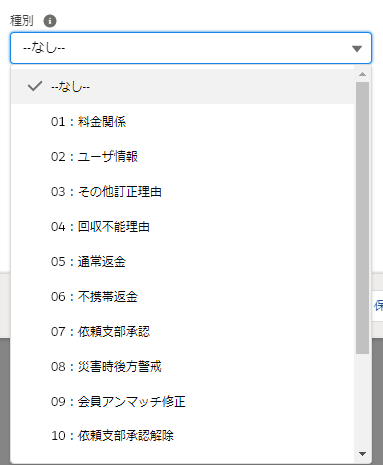 種別
--なし--
--なし--
01：料金関係
02：ユーザ情報
03：その他訂正理由
04：回収不能理由
05：通常返金
06：不携帯返金
07：依頼支部承認
08：災害時後方警戒
09：会員アンマッチ修正
10：依頼支部承認解除